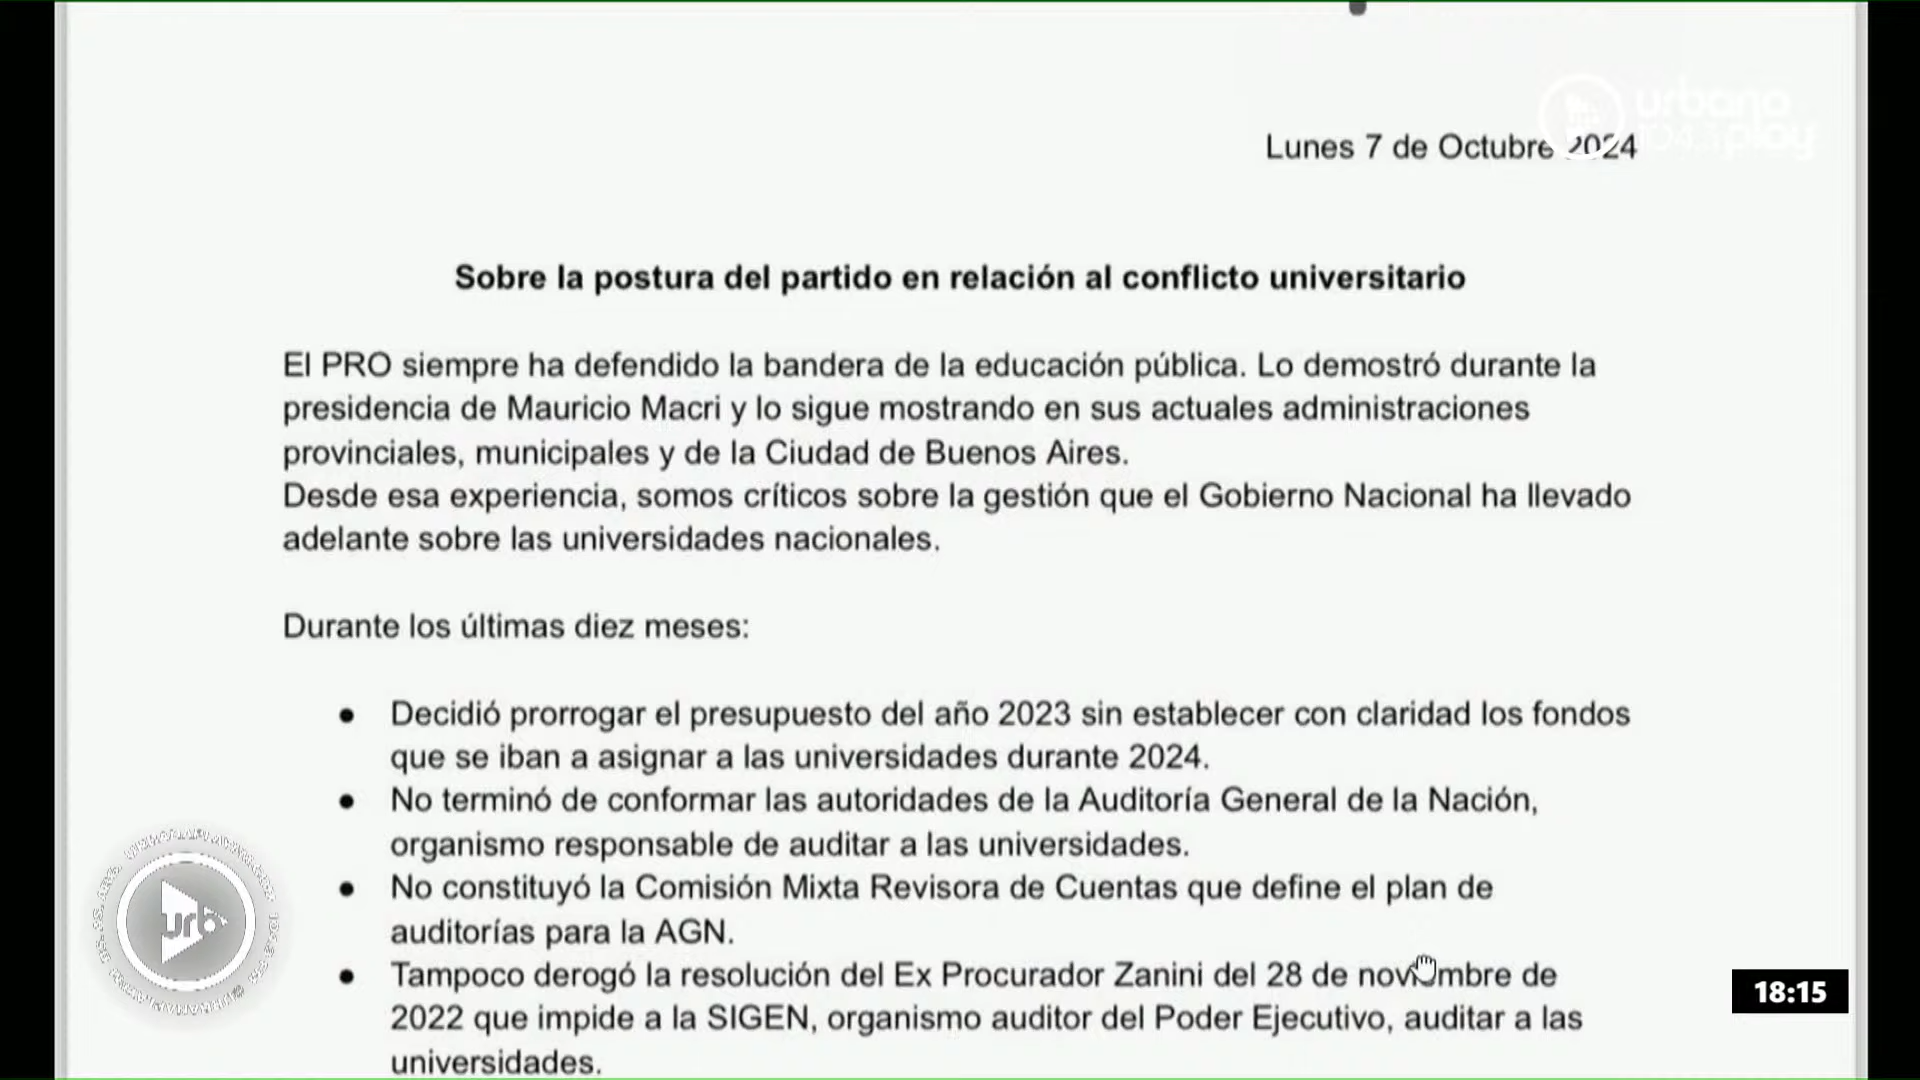 urbano
104.3 play
Lunes 7 de Octubre 2024
Sobre la postura del partido en relación al conflicto universitario
El PRO siempre ha defendido la bandera de la educación pública. Lo demostró durante la
presidencia de Mauricio Macri y lo sigue mostrando en sus actuales administraciones
provinciales, municipales y de la Ciudad de Buenos Aires.
Desde esa experiencia, somos críticos sobre la gestión que el Gobierno Nacional ha llevado
adelante sobre las universidades nacionales.
Durante los últimas diez meses:
● Decidió prorrogar el presupuesto del año 2023 sin establecer con claridad los fondos
que se iban a asignar a las universidades durante 2024.
● No terminó de conformar las autoridades de la Auditoría General de la Nación,
organismo responsable de auditar a las universidades.
● No constituyó la Comisión Mixta Revisora de Cuentas que define el plan de
auditorías para la AGN.
● Tampoco derogó la resolución del Ex Procurador Zanini del 28 de noviembre de
2022 que impide a la SIGEN, organismo auditor del Poder Ejecutivo, auditar a las
universidades.
urb
18:15